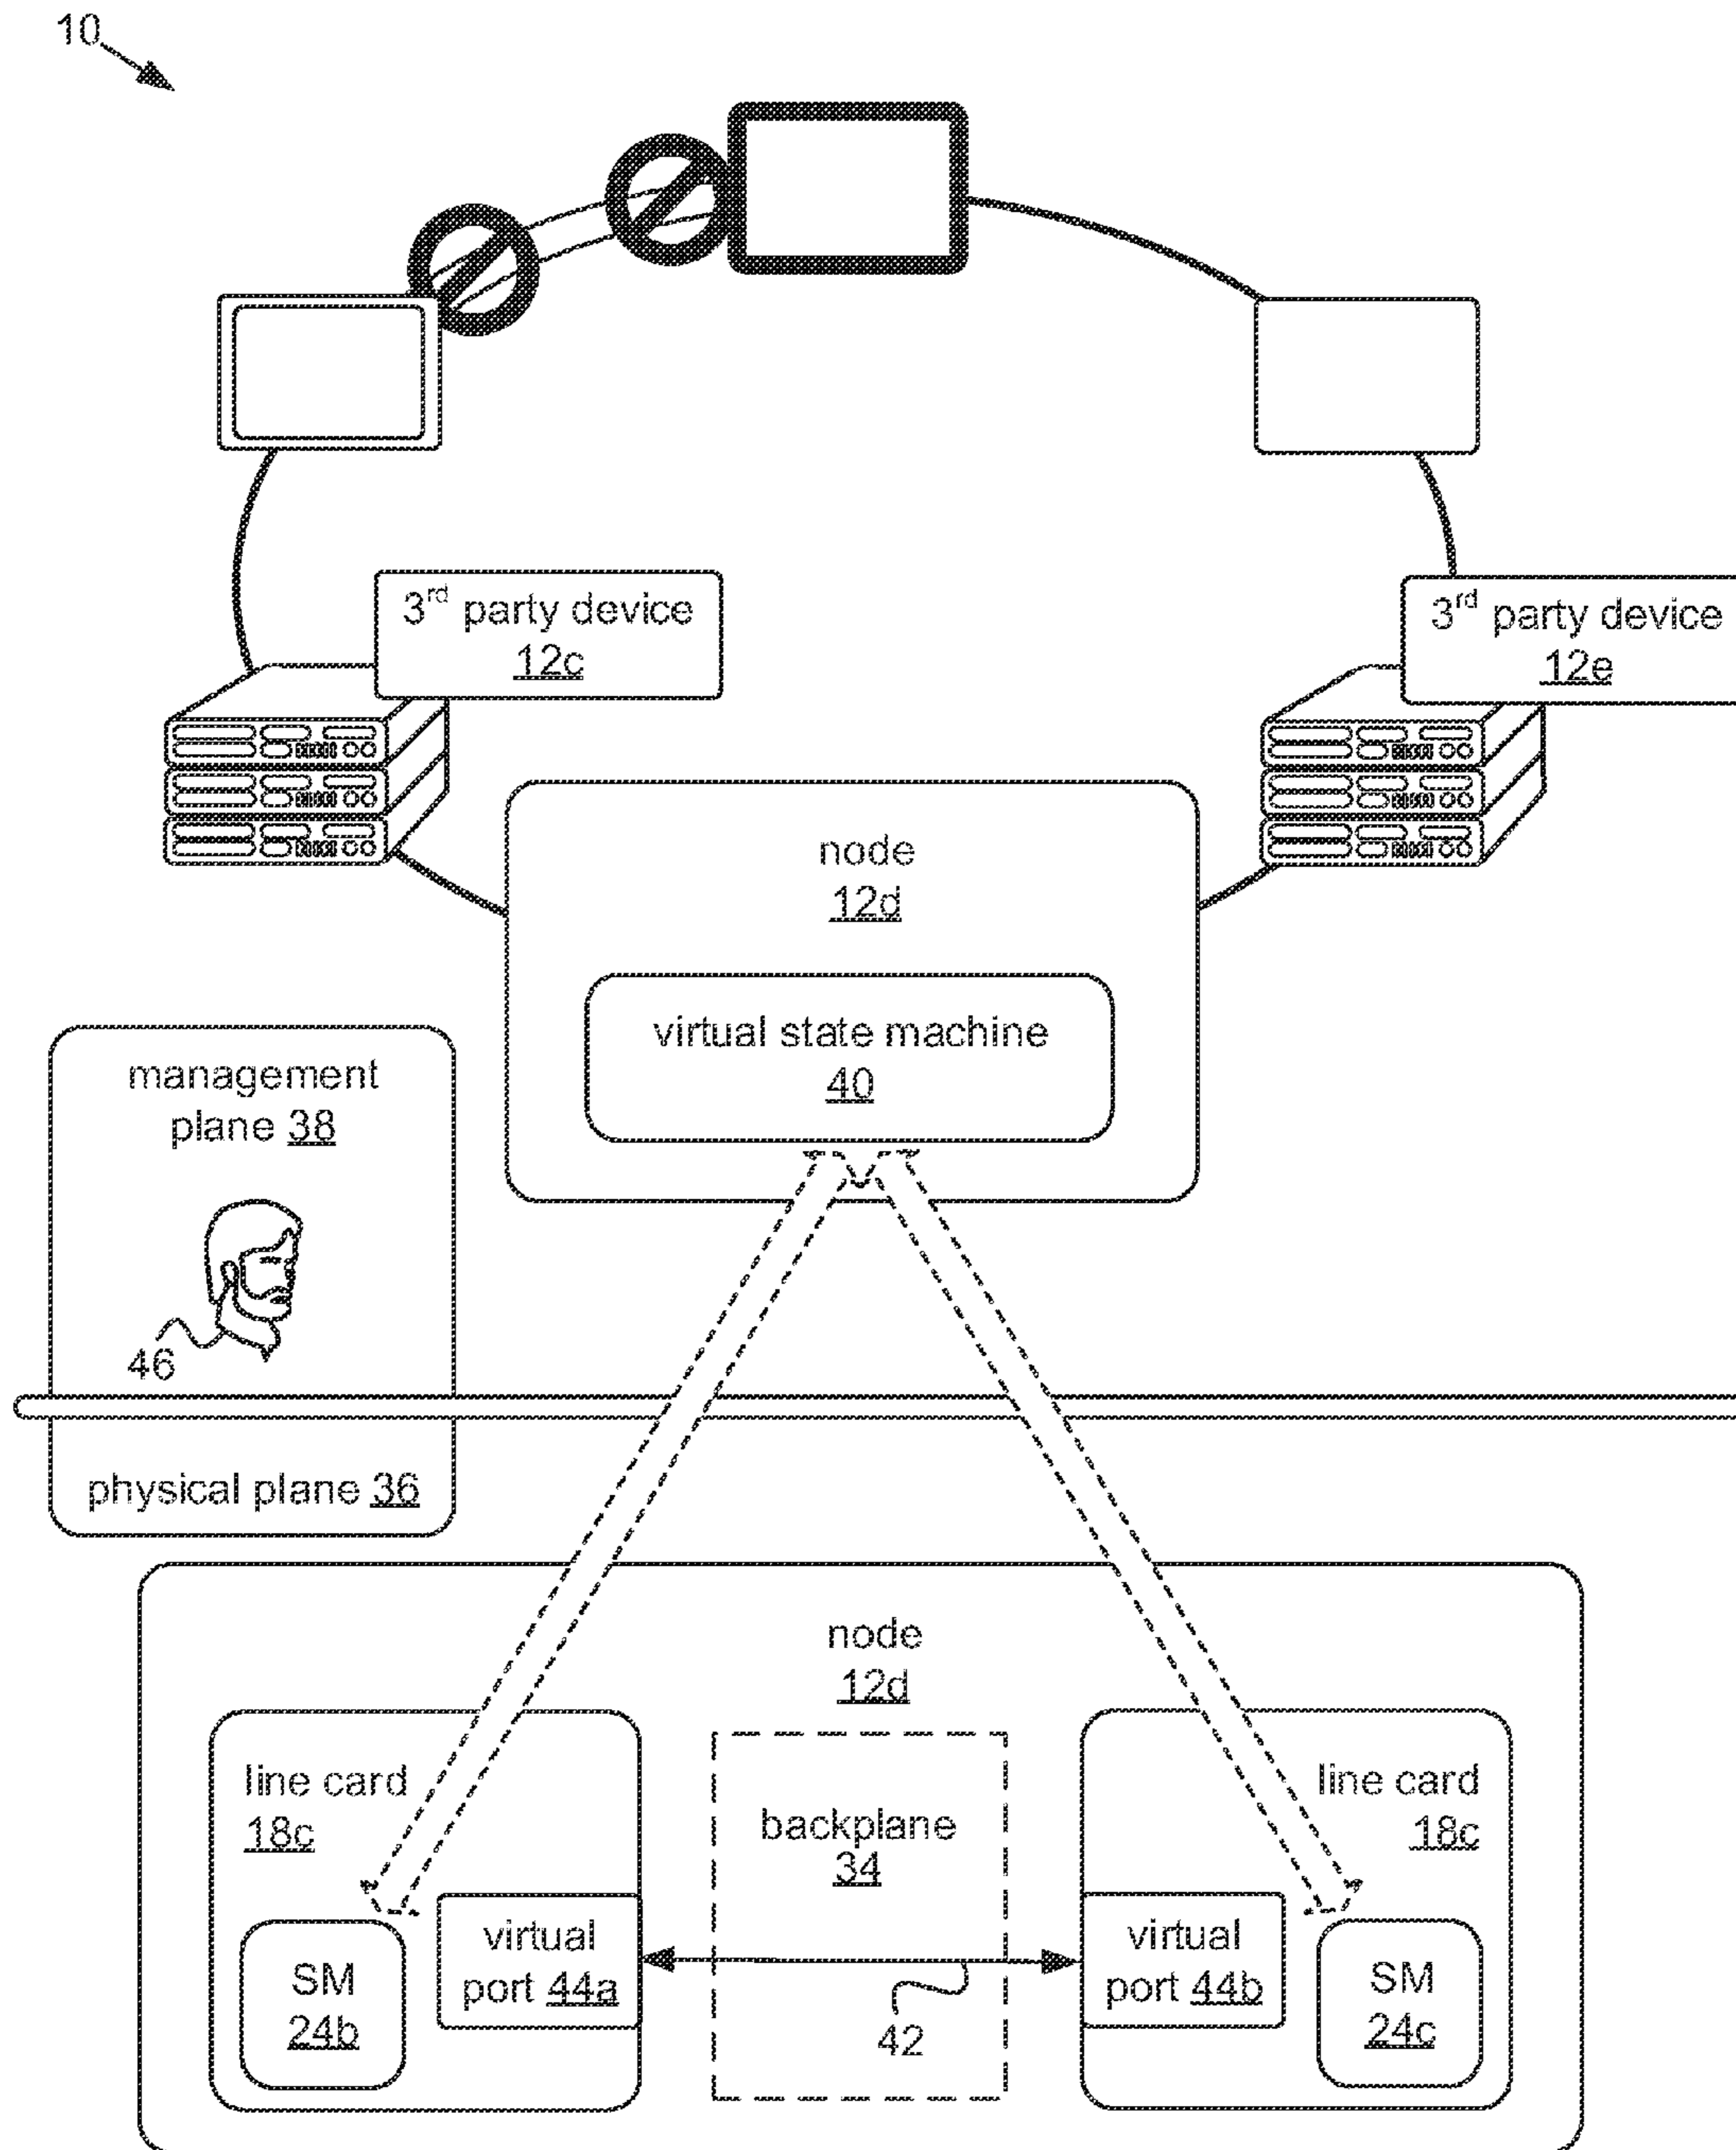 10
3rd party device
12c
3rd party device
12e
node
12d
virtual state machine
40
management
plane 38
46
physical plane 36
node
12d
line card
18c
backplane
34
line card
18c
virtual
port 44a
virtual
port 44b
SM
24b
SM
24c
42